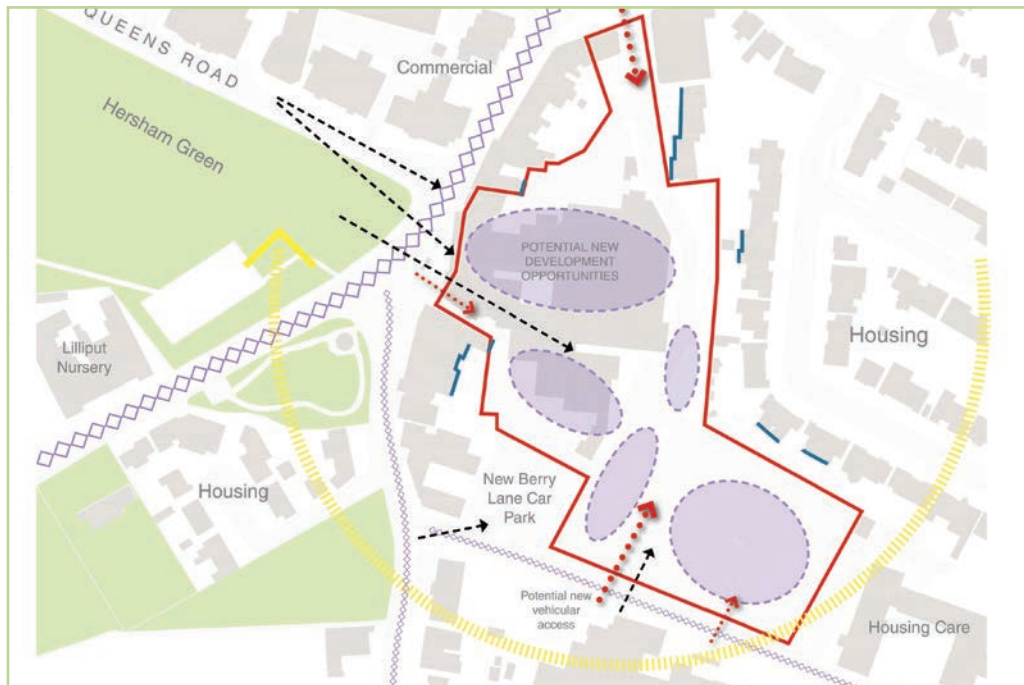 QUEENS ROAD
Commercial
Hersham Green
POTENTIAL NEW
DEVELOPMENT
OPPORTUNITIES
Lilliput
Nursery
Housing
Housing
New Berry
Lane Car
Park
Potential new
vehicular
access
Housing Care